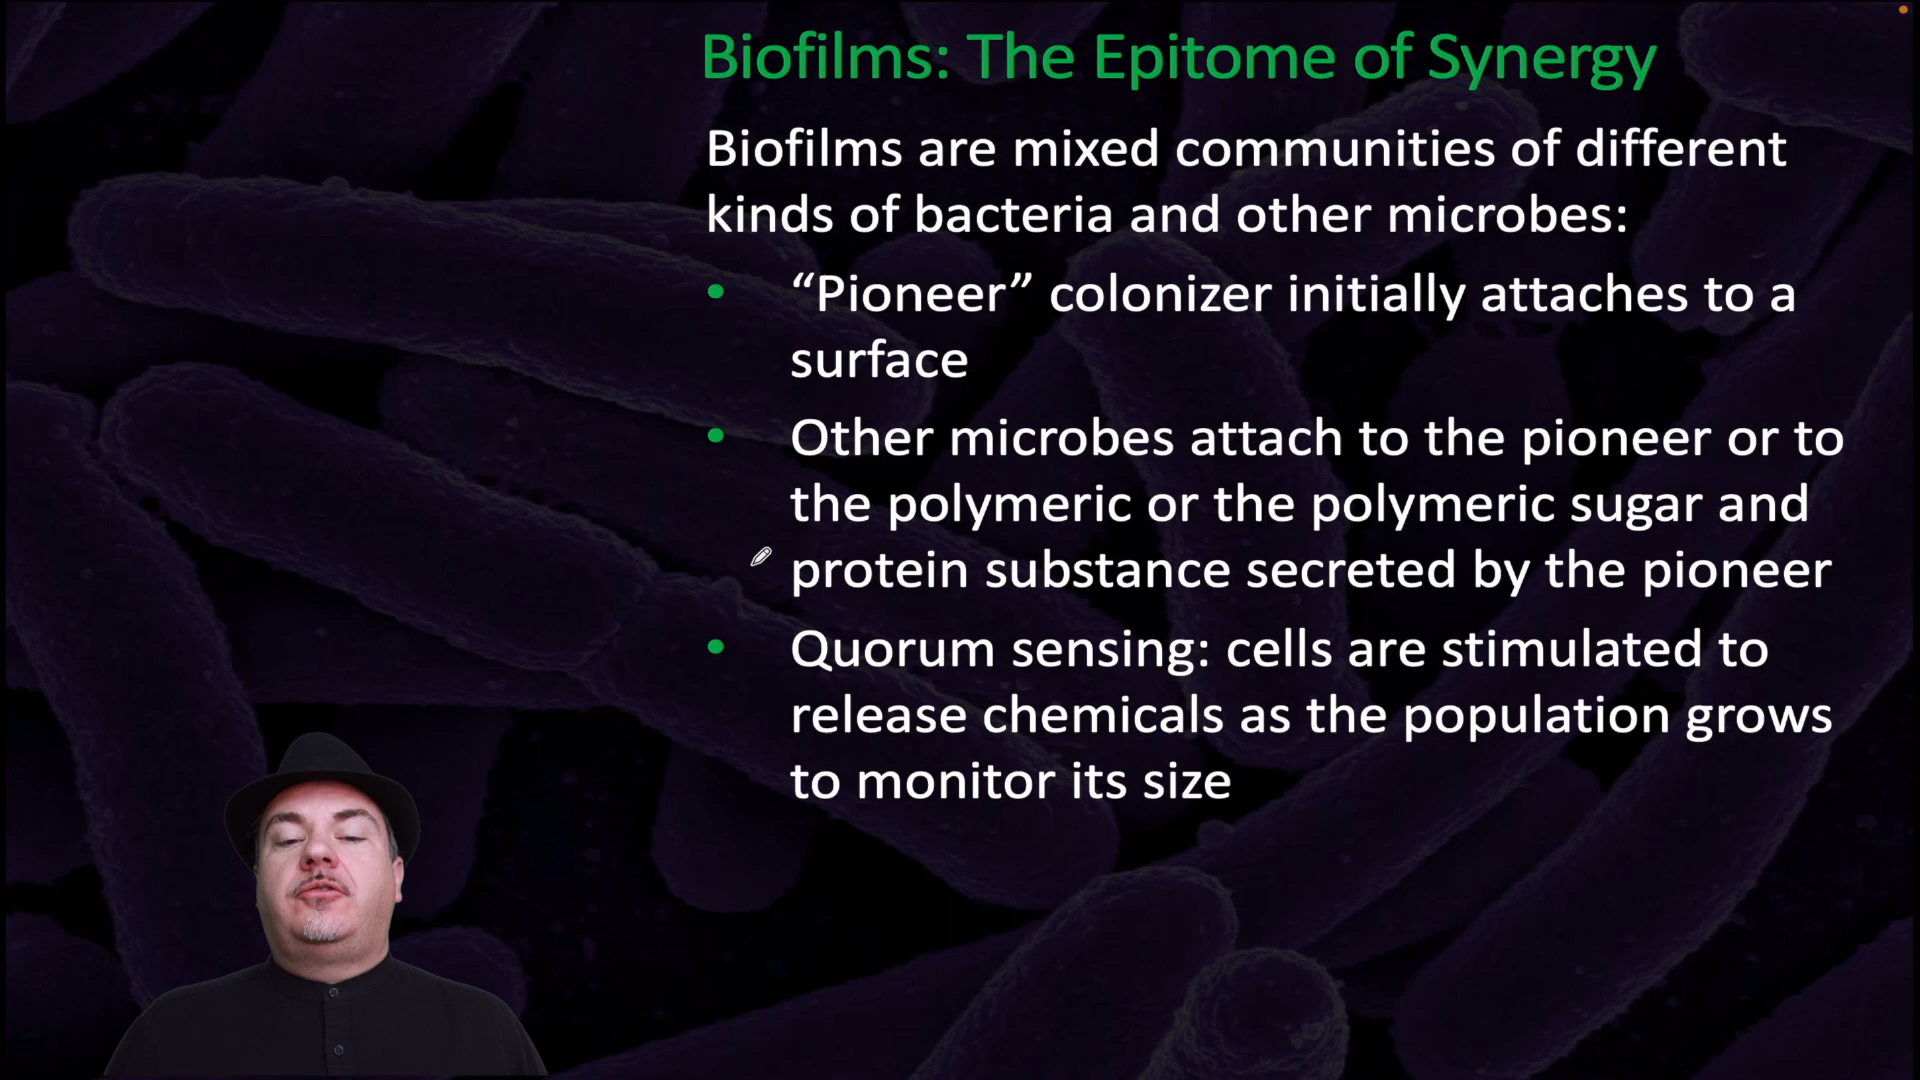 Biofilms: The Epitome of Synergy
Biofilms are mixed communities of different
kinds of bacteria and other microbes:
• “Pioneer” colonizer initially attaches to a
surface
• Other microbes attach to the pioneer or to
the polymeric or the polymeric sugar and
protein substance secreted by the pioneer
• Quorum sensing: cells are stimulated to
release chemicals as the population grows
to monitor its size